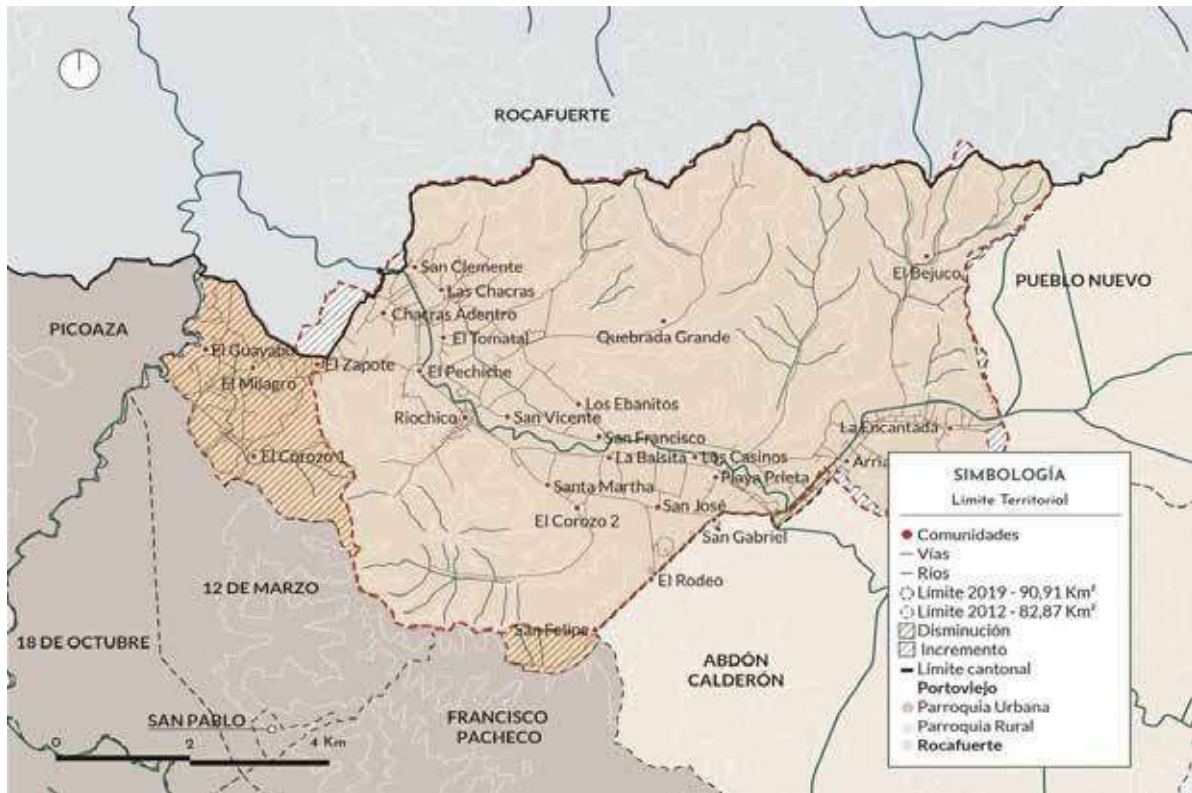 ROCAFUERTE
San Clemente
El Bejuco
PUEBLO NUEVO
Las Chacras
PICOAZA
Chacras Adentro
El Tomatal
Quebrada Grande
El Guayabo
El Zapote
El Pechiche
El Milagro
Los Ebanitos
Riochico
San Vicente
La Encantada
San Francisco
El Corozo 1
La Balsita
Los Casinos
Arria
Playa Prieta
Santa Martha
San José
El Corozo 2
San Gabriel
El Rodeo
12 DE MARZO
San Felipe
18 DE OCTUBRE
ABDÓN
CALDERÓN
SAN PABLO
FRANCISCO
PACHECO
0 2 4 Km
SIMBOLOGÍA
Límite Territorial
Comunidades
Vías
Ríos
Límite 2019 - 90,91 Km²
Límite 2012 - 82,87 Km²
Disminución
Incremento
Límite cantonal
Portoviejo
Parroquia Urbana
Parroquia Rural
Rocafuerte